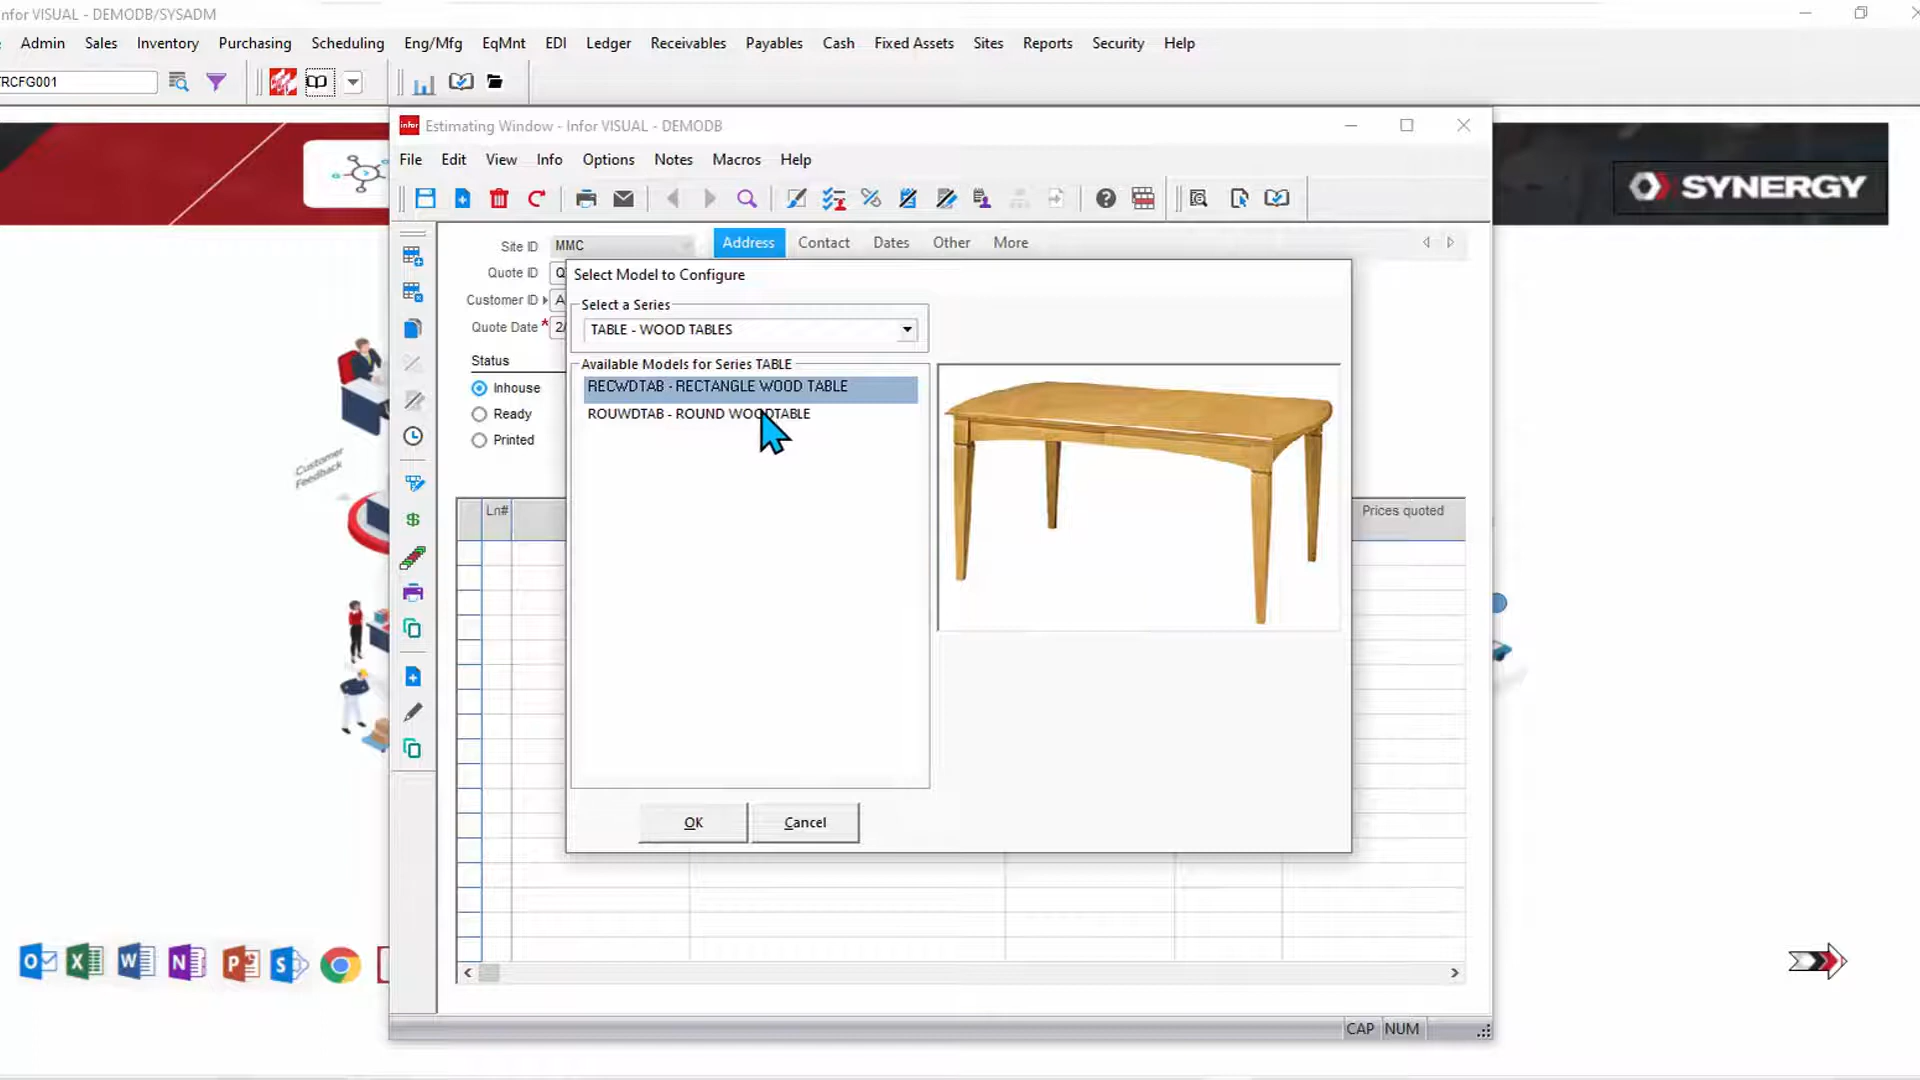 nfor VISUAL - DEMODB/SYSADM
Admin Sales Inventory Purchasing Scheduling Eng/Mfg EqMnt EDI Ledger Receivables Payables Cash Fixed Assets Sites Reports Security Help
RCFG001
infor Estimating Window - Infor VISUAL - DEMODB
File Edit View Info Options Notes Macros Help
SYNERGY
Site ID MMC
Address Contact Dates Other More
Quote ID Q
Customer ID A
Quote Date * 2/
Status
Inhouse
Ready
Printed
Select Model to Configure
Select a Series
TABLE - WOOD TABLES
Available Models for Series TABLE
RECWDTAB - RECTANGLE WOOD TABLE
ROUWDTAB - ROUND WOODTABLE
OK Cancel
Customer
Feedback
Ln#
Prices quoted
CAP NUM